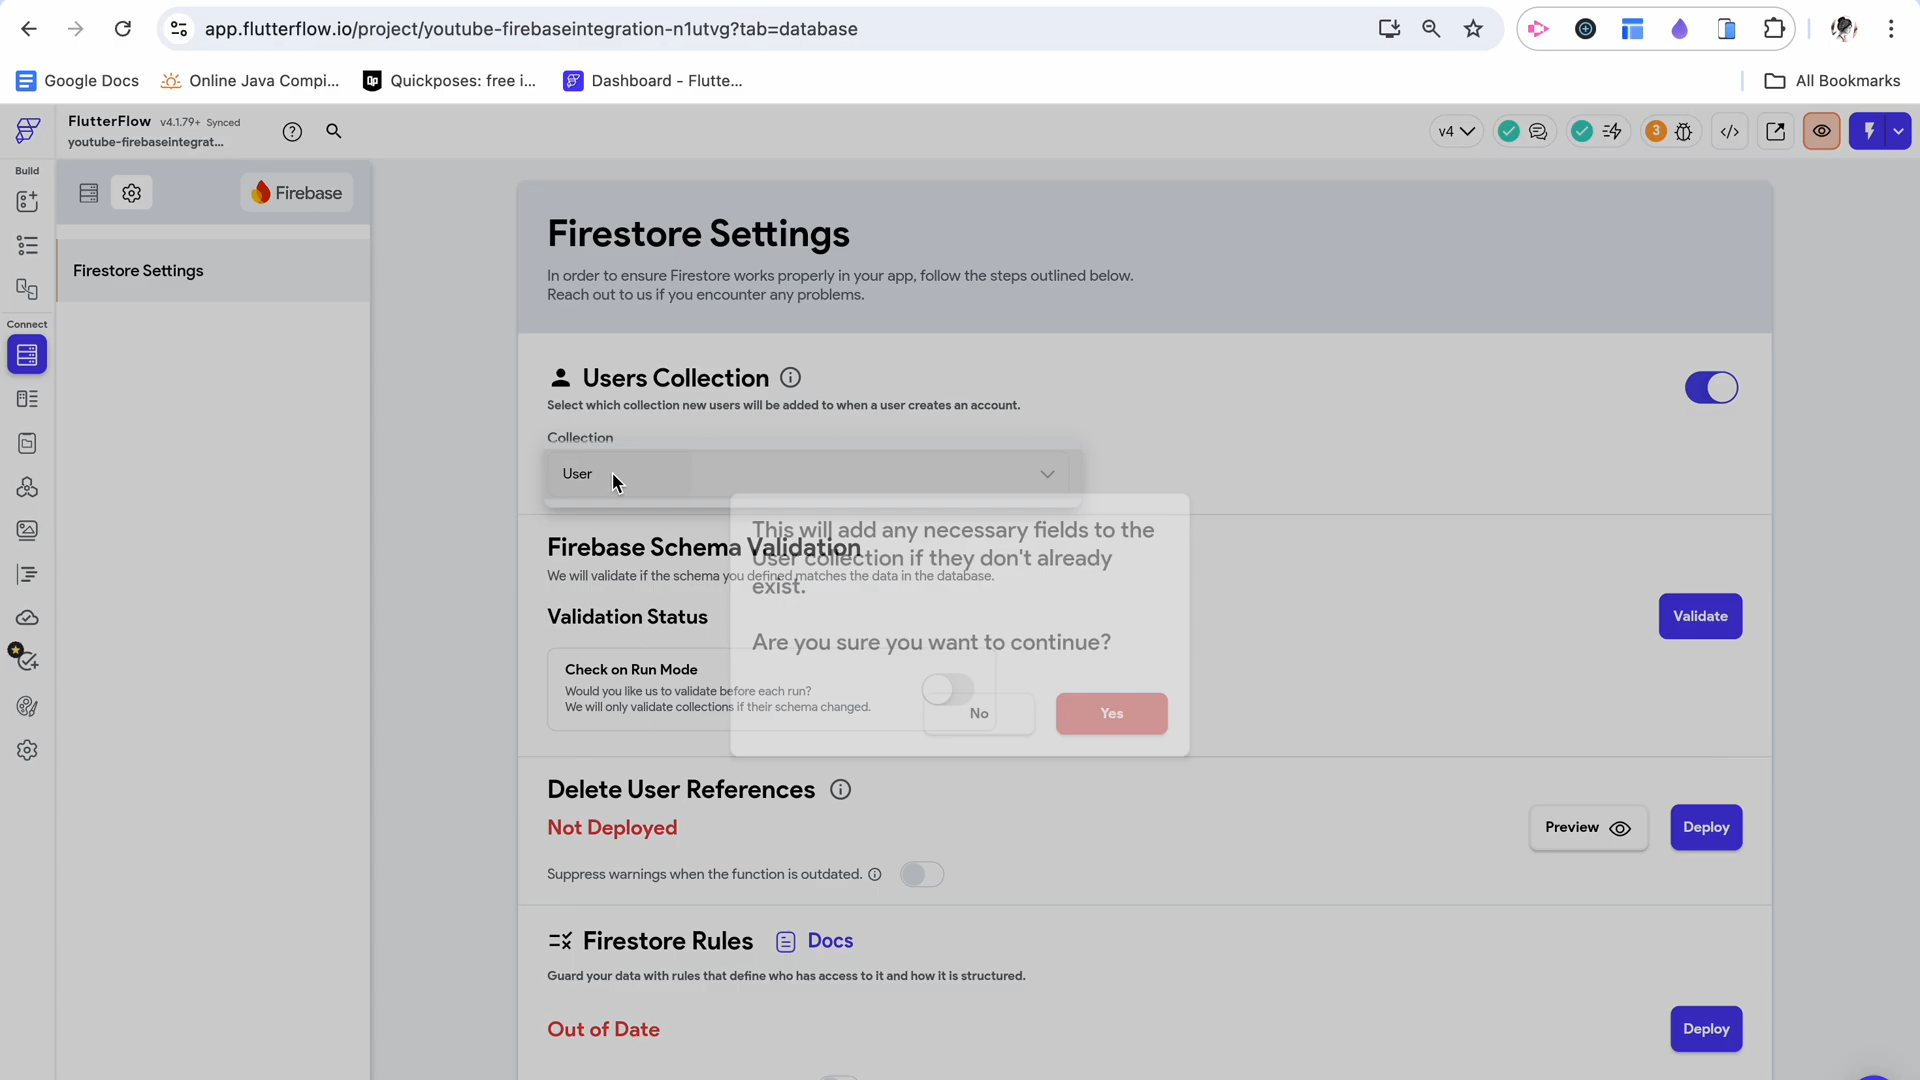 app.flutterflow.io/project/youtube-firebaseintegration-n1utvg?tab=database
Google Docs
Online Java Compi...
Quickposes: free i...
Dashboard - Flutte...
All Bookmarks
FlutterFlow v4.1.79+ Synced
youtube-firebaseintegrat...
v4
3
Build
Connect
Firebase
Firestore Settings
Firestore Settings
In order to ensure Firestore works properly in your app, follow the steps outlined below.
Reach out to us if you encounter any problems.
Users Collection
Select which collection new users will be added to when a user creates an account.
Collection
User
Firebase Schema Validation
We will validate if the schema you defined matches the data in the database.
Validation Status
Validate
Check on Run Mode
Would you like us to validate before each run?
We will only validate collections if their schema changed.
This will add any necessary fields to the
User collection if they don't already
exist.
Are you sure you want to continue?
No
Yes
Delete User References
Not Deployed
Preview
Deploy
Suppress warnings when the function is outdated.
Firestore Rules
Docs
Guard your data with rules that define who has access to it and how it is structured.
Out of Date
Deploy